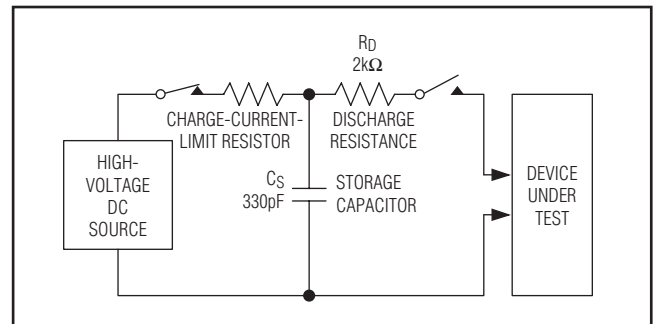 RD
2kΩ
CHARGE-CURRENT-
LIMIT RESISTOR
DISCHARGE
RESISTANCE
HIGH-
VOLTAGE
DC
SOURCE
CS
330pF
STORAGE
CAPACITOR
DEVICE
UNDER
TEST